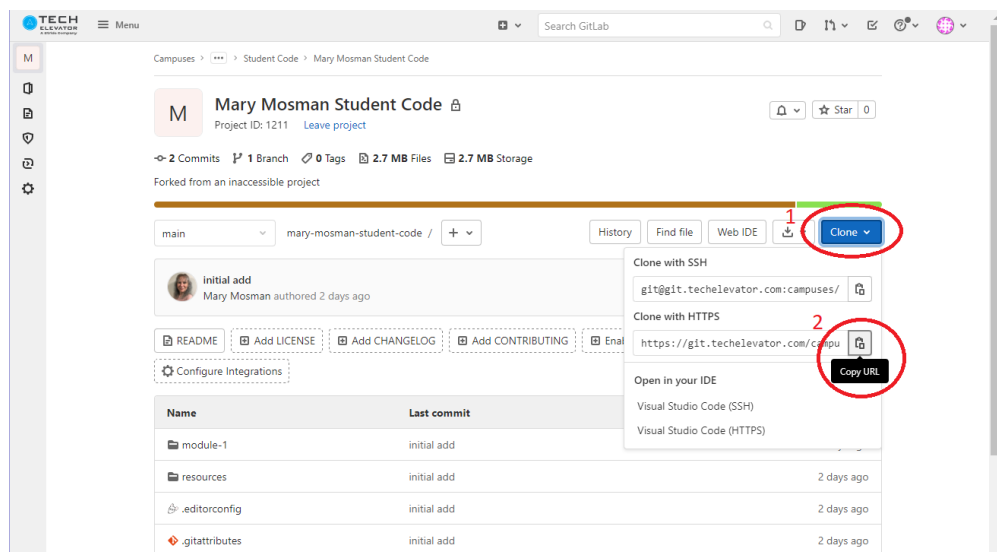 TECH
ELEVATOR
Menu
Search GitLab
M
Campuses > ... > Student Code > Mary Mosman Student Code
M
Mary Mosman Student Code
Project ID: 1211 Leave project
Star 0
2 Commits 1 Branch 0 Tags 2.7 MB Files 2.7 MB Storage
Forked from an inaccessible project
1
main mary-mosman-student-code / + History Find file Web IDE Clone
Clone with SSH
git@git.techelevator.com:campuses/
initial add
Mary Mosman authored 2 days ago
Clone with HTTPS
2
https://git.techelevator.com/campu
Copy URL
README Add LICENSE Add CHANGELOG Add CONTRIBUTING Enal
Configure Integrations
Open in your IDE
Visual Studio Code (SSH)
Visual Studio Code (HTTPS)
Name Last commit
module-1 initial add
resources initial add 2 days ago
.editorconfig initial add 2 days ago
.gitattributes initial add 2 days ago